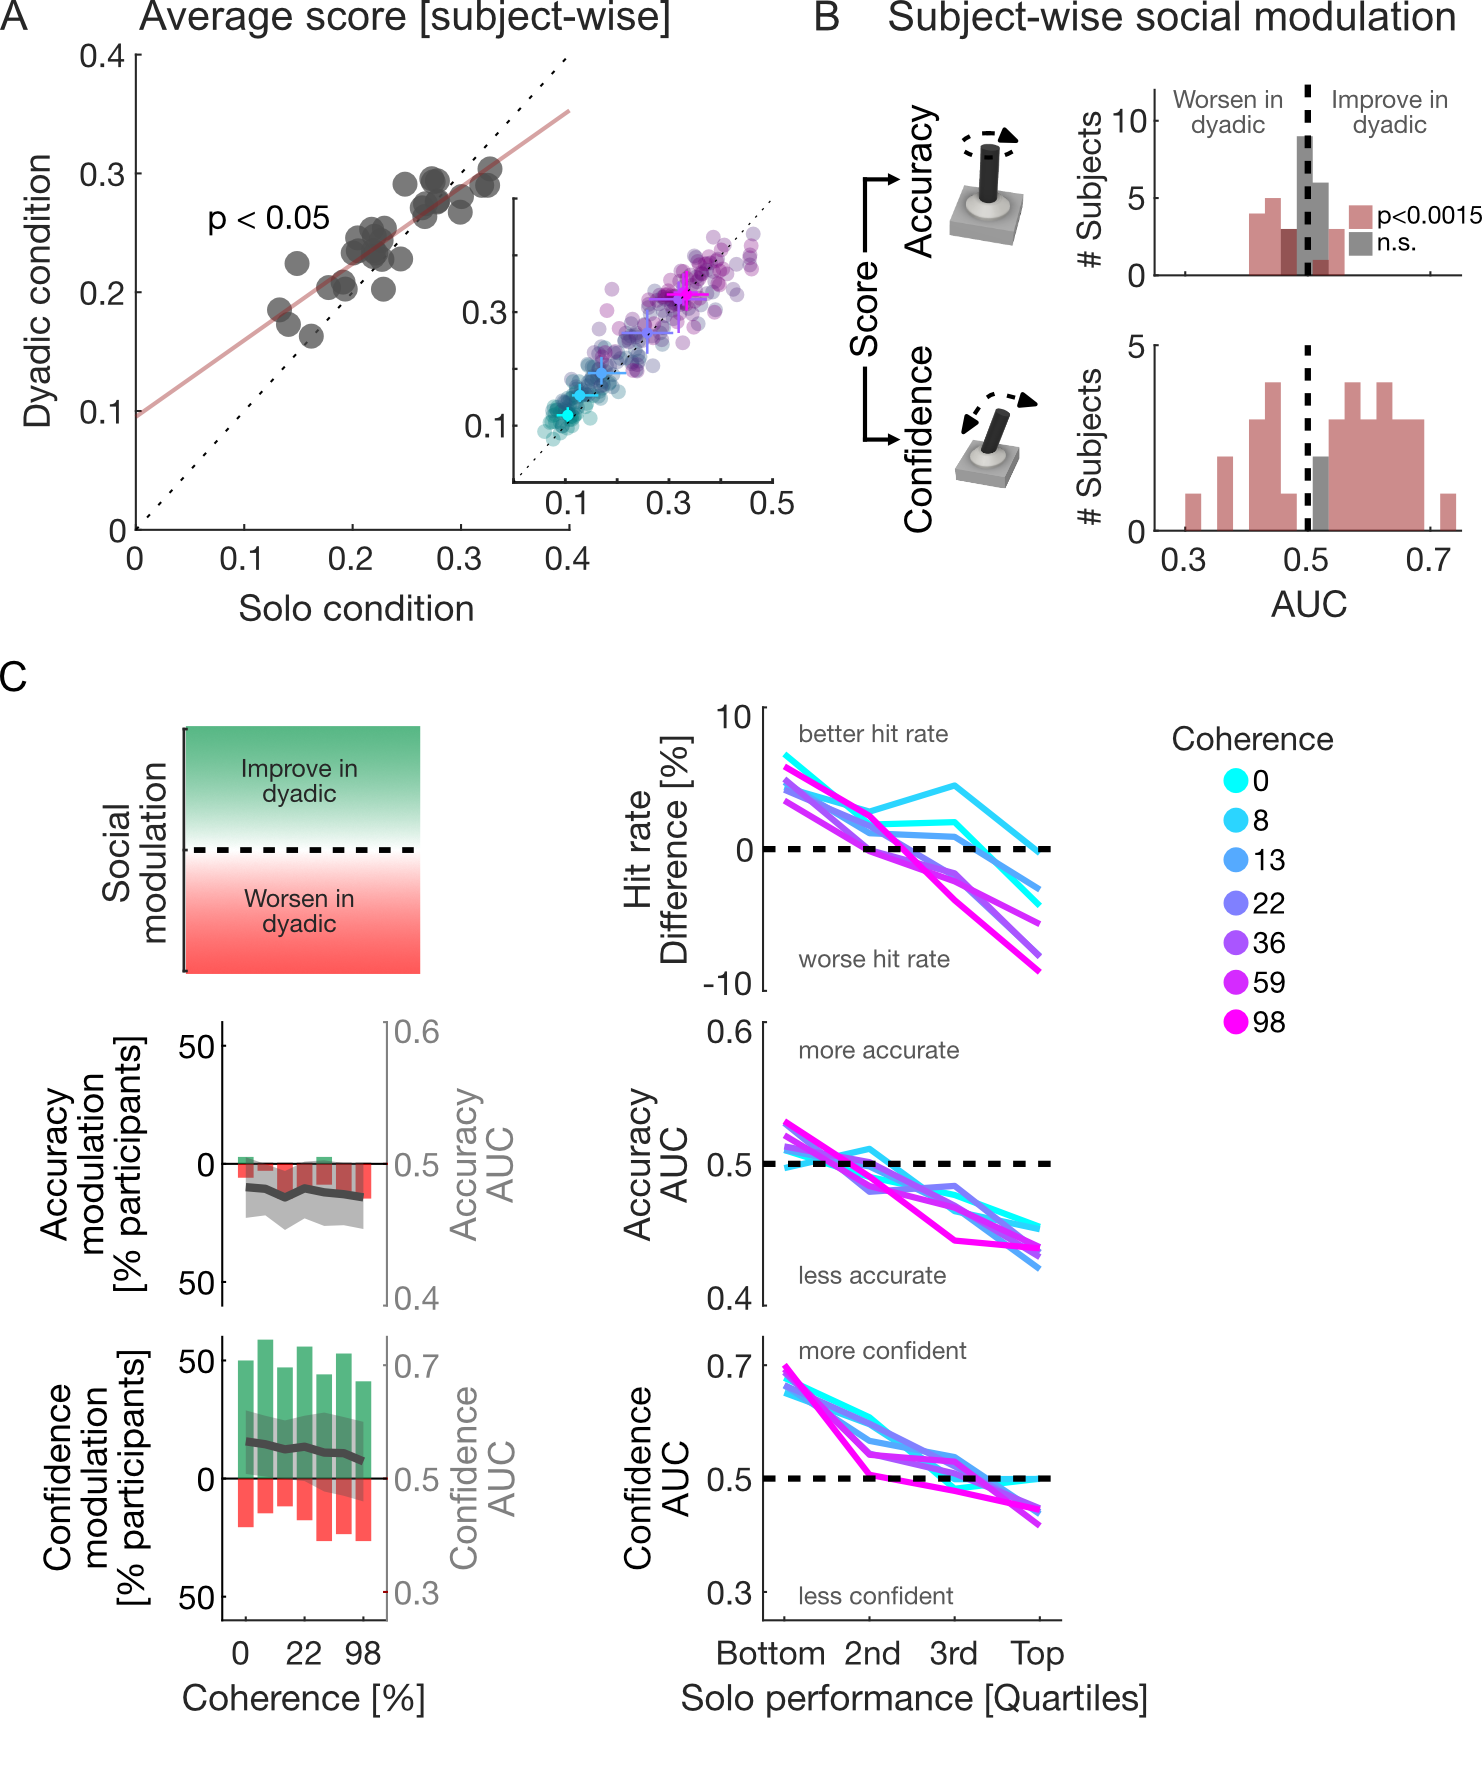 A
Average score [subject-wise]
0.4
0.3
0.2
0.1
0
Dyadic condition
p < 0.05
0.3
0.1
0.1
0.3
0.5
0
0.1
0.2
0.3
0.4
Solo condition
B
Subject-wise social modulation
Score
Accuracy
Confidence
# Subjects
10
5
0
Worsen in
dyadic
Improve in
dyadic
p<0.0015
n.s.
# Subjects
5
0
0.3
0.5
0.7
AUC
C
Social
modulation
Improve in
dyadic
Worsen in
dyadic
Hit rate
Difference [%]
10
0
-10
better hit rate
worse hit rate
Coherence
0
8
13
22
36
59
98
Accuracy
modulation
[% participants]
50
0
50
0.6
0.5
0.4
Accuracy
AUC
Accuracy
AUC
0.6
0.5
0.4
more accurate
less accurate
Confidence
modulation
[% participants]
50
0
50
0.7
0.5
0.3
Confidence
AUC
0
22
98
Coherence [%]
Confidence
AUC
0.7
0.5
0.3
more confident
less confident
Bottom
2nd
3rd
Top
Solo performance [Quartiles]